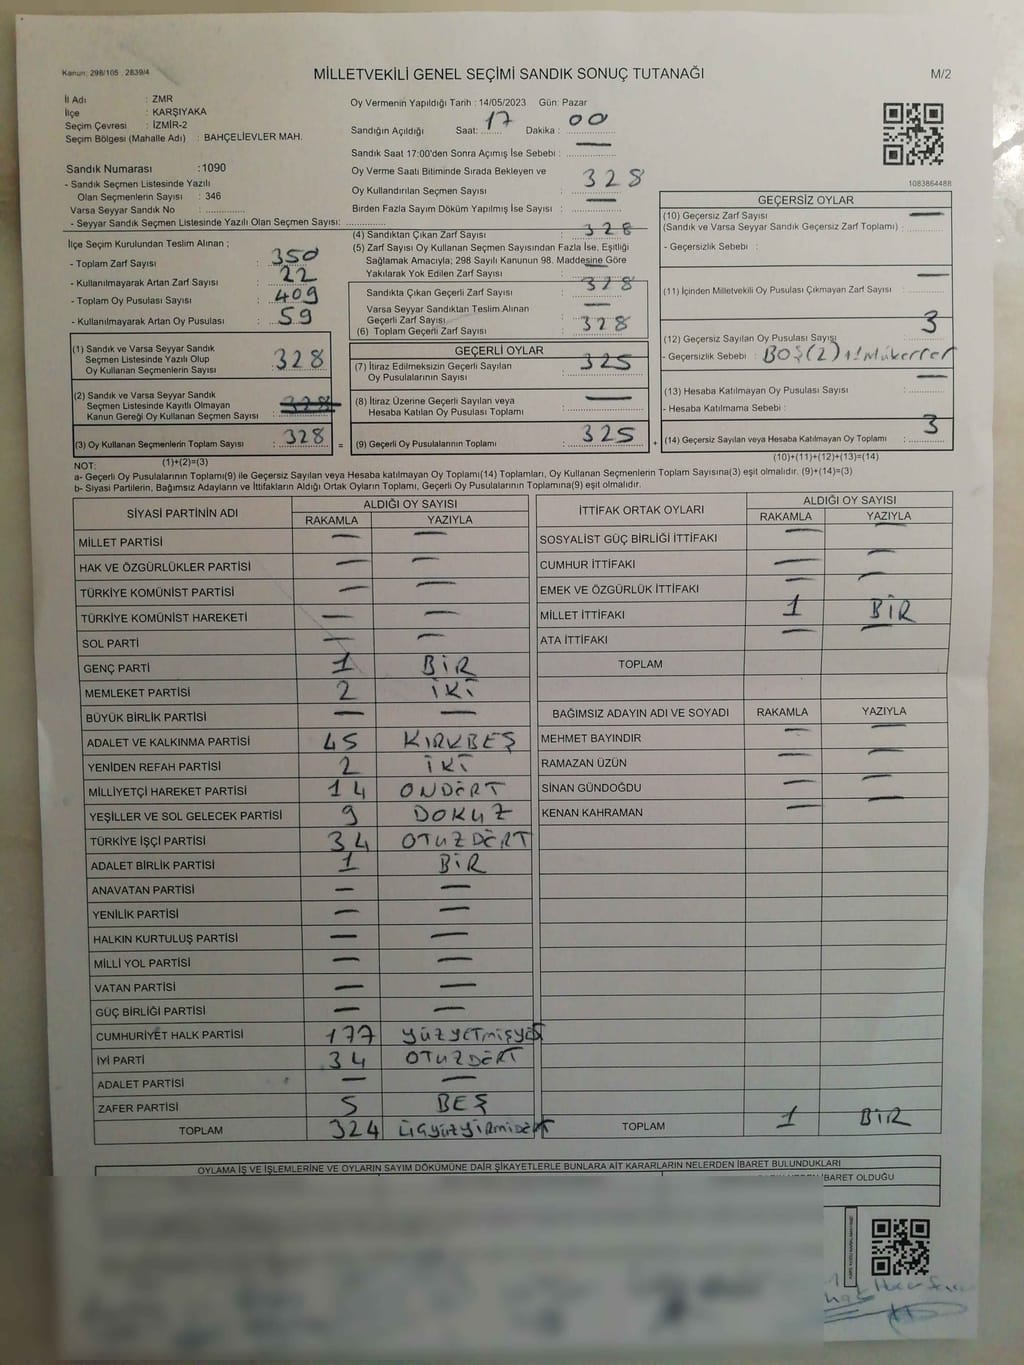 Kanun: 298/105 , 2839/4
MİLLETVEKİLİ GENEL SEÇİMİ SANDIK SONUÇ TUTANAĞI
M/2
İl Adı : ZMR
İlçe : KARŞIYAKA
Seçim Çevresi : İZMİR-2
Seçim Bölgesi (Mahalle Adı) : BAHÇELİEVLER MAH.
Oy Vermenin Yapıldığı Tarih : 14/05/2023 Gün: Pazar
Sandığın Açıldığı Saat: 17 Dakika : 00
Sandık Saat 17:00'den Sonra Açımış İse Sebebi : —
Sandık Numarası :1090
- Sandık Seçmen Listesinde Yazılı
Olan Seçmenlerin Sayısı : 346
Varsa Seyyar Sandık No :
- Seyyar Sandık Seçmen Listesinde Yazılı Olan Seçmen Sayısı:
Oy Verme Saati Bitiminde Sırada Bekleyen ve
Oy Kullandırılan Seçmen Sayısı : 328
Birden Fazla Sayım Döküm Yapılmış İse Sayısı : —
1083864488
İlçe Seçim Kurulundan Teslim Alınan ;
- Toplam Zarf Sayısı : 350
- Kullanılmayarak Artan Zarf Sayısı : 22
- Toplam Oy Pusulası Sayısı : 409
- Kullanılmayarak Artan Oy Pusulası : 59
(1) Sandık ve Varsa Seyyar Sandık
Seçmen Listesinde Yazılı Olup
Oy Kullanan Seçmenlerin Sayısı : 328
(2) Sandık ve Varsa Seyyar Sandık
Seçmen Listesinde Kayıtlı Olmayan
Kanun Gereği Oy Kullanan Seçmen Sayısı : 328
(3) Oy Kullanan Seçmenlerin Toplam Sayısı : 328 =
(1)+(2)=(3)
(4) Sandıktan Çıkan Zarf Sayısı : 328
(5) Zarf Sayısı Oy Kullanan Seçmen Sayısından Fazla İse, Eşitliği
Sağlamak Amacıyla; 298 Sayılı Kanunun 98. Maddesine Göre
Yakılarak Yok Edilen Zarf Sayısı : —
Sandıkta Çıkan Geçerli Zarf Sayısı : 328
Varsa Seyyar Sandıktan Teslim Alınan
Geçerli Zarf Sayısı : —
(6) Toplam Geçerli Zarf Sayısı : 328
GEÇERLİ OYLAR
(7) İtiraz Edilmeksizin Geçerli Sayılan
Oy Pusulalarının Sayısı : 325
(8) İtiraz Üzerine Geçerli Sayılan veya
Hesaba Katılan Oy Pusulası Toplamı : —
(9) Geçerli Oy Pusulalarının Toplamı : 325 +
GEÇERSİZ OYLAR
(10) Geçersiz Zarf Sayısı
(Sandık ve Varsa Seyyar Sandık Geçersiz Zarf Toplamı) : —
- Geçersizlik Sebebi :
(11) İçinden Milletvekili Oy Pusulası Çıkmayan Zarf Sayısı : —
(12) Geçersiz Sayılan Oy Pusulası Sayısı : 3
- Geçersizlik Sebebi : BOŞ(2) 1! Mükerrer
(13) Hesaba Katılmayan Oy Pusulası Sayısı : —
- Hesaba Katılmama Sebebi :
(14) Geçersiz Sayılan veya Hesaba Katılmayan Oy Toplamı : 3
(10)+(11)+(12)+(13)=(14)
NOT:
a- Geçerli Oy Pusulalarının Toplamı(9) ile Geçersiz Sayılan veya Hesaba katılmayan Oy Toplamı(14) Toplamları, Oy Kullanan Seçmenlerin Toplam Sayısına(3) eşit olmalıdır. (9)+(14)=(3)
b- Siyasi Partilerin, Bağımsız Adayların ve İttifakların Aldığı Ortak Oyların Toplamı, Geçerli Oy Pusulalarının Toplamına(9) eşit olmalıdır.
SİYASİ PARTİNİN ADI ALDIĞI OY SAYISI
RAKAMLA YAZIYLA
MİLLET PARTİSİ — —
HAK VE ÖZGÜRLÜKLER PARTİSİ — —
TÜRKİYE KOMÜNİST PARTİSİ — —
TÜRKİYE KOMÜNİST HAREKETİ — —
SOL PARTİ — —
GENÇ PARTİ 1 BİR
MEMLEKET PARTİSİ 2 İKİ
BÜYÜK BİRLİK PARTİSİ — —
ADALET VE KALKINMA PARTİSİ 45 KIRKBEŞ
YENİDEN REFAH PARTİSİ 2 İKİ
MİLLİYETÇİ HAREKET PARTİSİ 14 ONDÖRT
YEŞİLLER VE SOL GELECEK PARTİSİ 9 DOKUZ
TÜRKİYE İŞÇİ PARTİSİ 34 OTUZDÖRT
ADALET BİRLİK PARTİSİ 1 BİR
ANAVATAN PARTİSİ — —
YENİLİK PARTİSİ — —
HALKIN KURTULUŞ PARTİSİ — —
MİLLİ YOL PARTİSİ — —
VATAN PARTİSİ — —
GÜÇ BİRLİĞİ PARTİSİ — —
CUMHURİYET HALK PARTİSİ 177 yüzyetmişyedi
İYİ PARTİ 34 OTUZDÖRT
ADALET PARTİSİ — —
ZAFER PARTİSİ 5 BEŞ
TOPLAM 324 üçyüzyirmidört
İTTİFAK ORTAK OYLARI ALDIĞI OY SAYISI
RAKAMLA YAZIYLA
SOSYALİST GÜÇ BİRLİĞİ İTTİFAKI — —
CUMHUR İTTİFAKI — —
EMEK VE ÖZGÜRLÜK İTTİFAKI — —
MİLLET İTTİFAKI 1 BİR
ATA İTTİFAKI — —
TOPLAM
BAĞIMSIZ ADAYIN ADI VE SOYADI RAKAMLA YAZIYLA
MEHMET BAYINDIR — —
RAMAZAN ÜZÜN — —
SİNAN GÜNDOĞDU — —
KENAN KAHRAMAN — —
TOPLAM 1 BİR
OYLAMA İŞ VE İŞLEMLERİNE VE OYLARIN SAYIM DÖKÜMÜNE DAİR ŞİKAYETLERLE BUNLARA AİT KARARLARIN NELERDEN İBARET BULUNDUKLARI
İBARET OLDUĞU